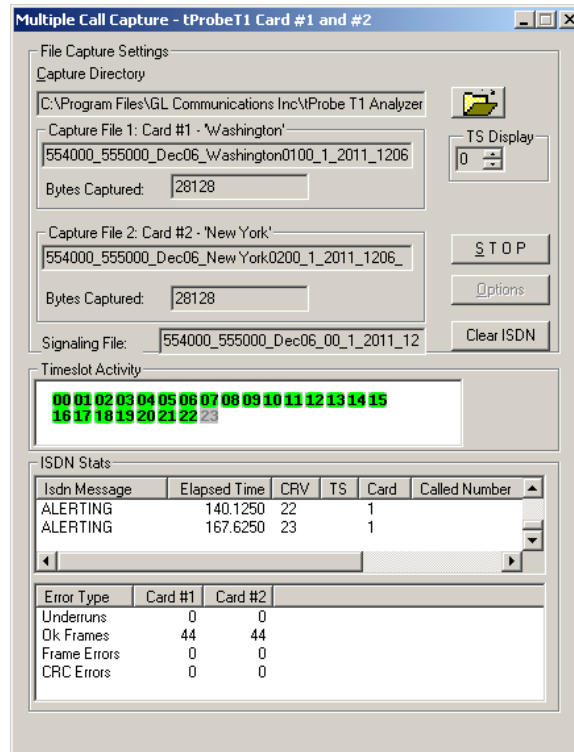 Multiple Call Capture - tProbeT1 Card #1 and #2
File Capture Settings
Capture Directory
C:\Program Files\GL Communications Inc\tProbe T1 Analyzer
Capture File 1: Card #1 - 'Washington'
554000_555000_Dec06_Washington0100_1_2011_1206
Bytes Captured: 28128
TS Display
0
Capture File 2: Card #2 - 'New York'
554000_555000_Dec06_New York0200_1_2011_1206_
Bytes Captured: 28128
STOP
Options
Clear ISDN
Signaling File: 554000_555000_Dec06_00_1_2011_12
Timeslot Activity
00 01 02 03 04 05 06 07 08 09 10 11 12 13 14 15
16 17 18 19 20 21 22 23
ISDN Stats
Isdn Message Elapsed Time CRV TS Card Called Number
ALERTING 140.1250 22 1
ALERTING 167.6250 23 1
Error Type Card #1 Card #2
Underruns 0 0
Ok Frames 44 44
Frame Errors 0 0
CRC Errors 0 0